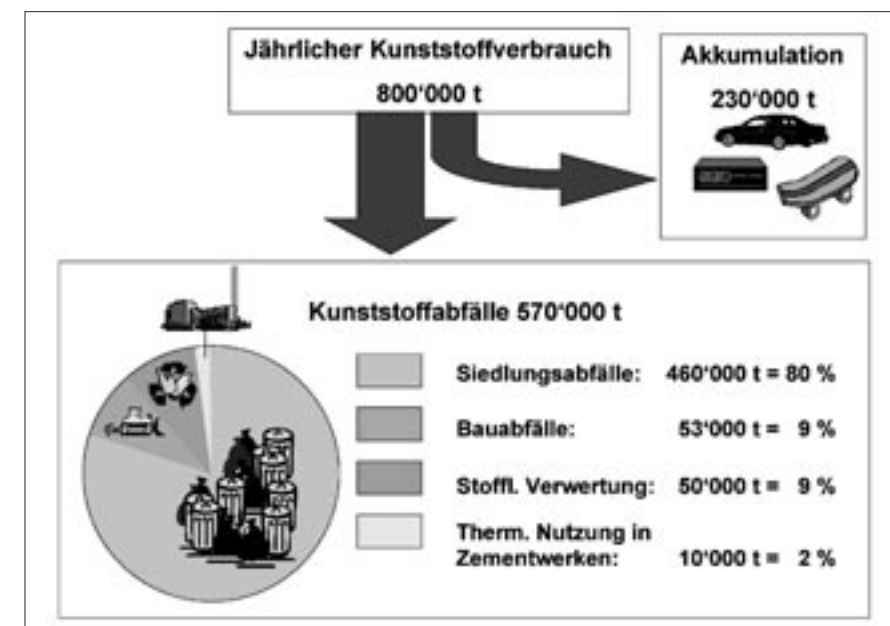 Jährlicher Kunststoffverbrauch
800‘000 t
Akkumulation
230‘000 t
Kunststoffabfälle 570‘000 t
Siedlungsabfälle: 460‘000 t = 80 %
Bauabfälle: 53‘000 t = 9 %
Stoffl. Verwertung: 50‘000 t = 9 %
Therm. Nutzung in
Zementwerken: 10‘000 t = 2 %